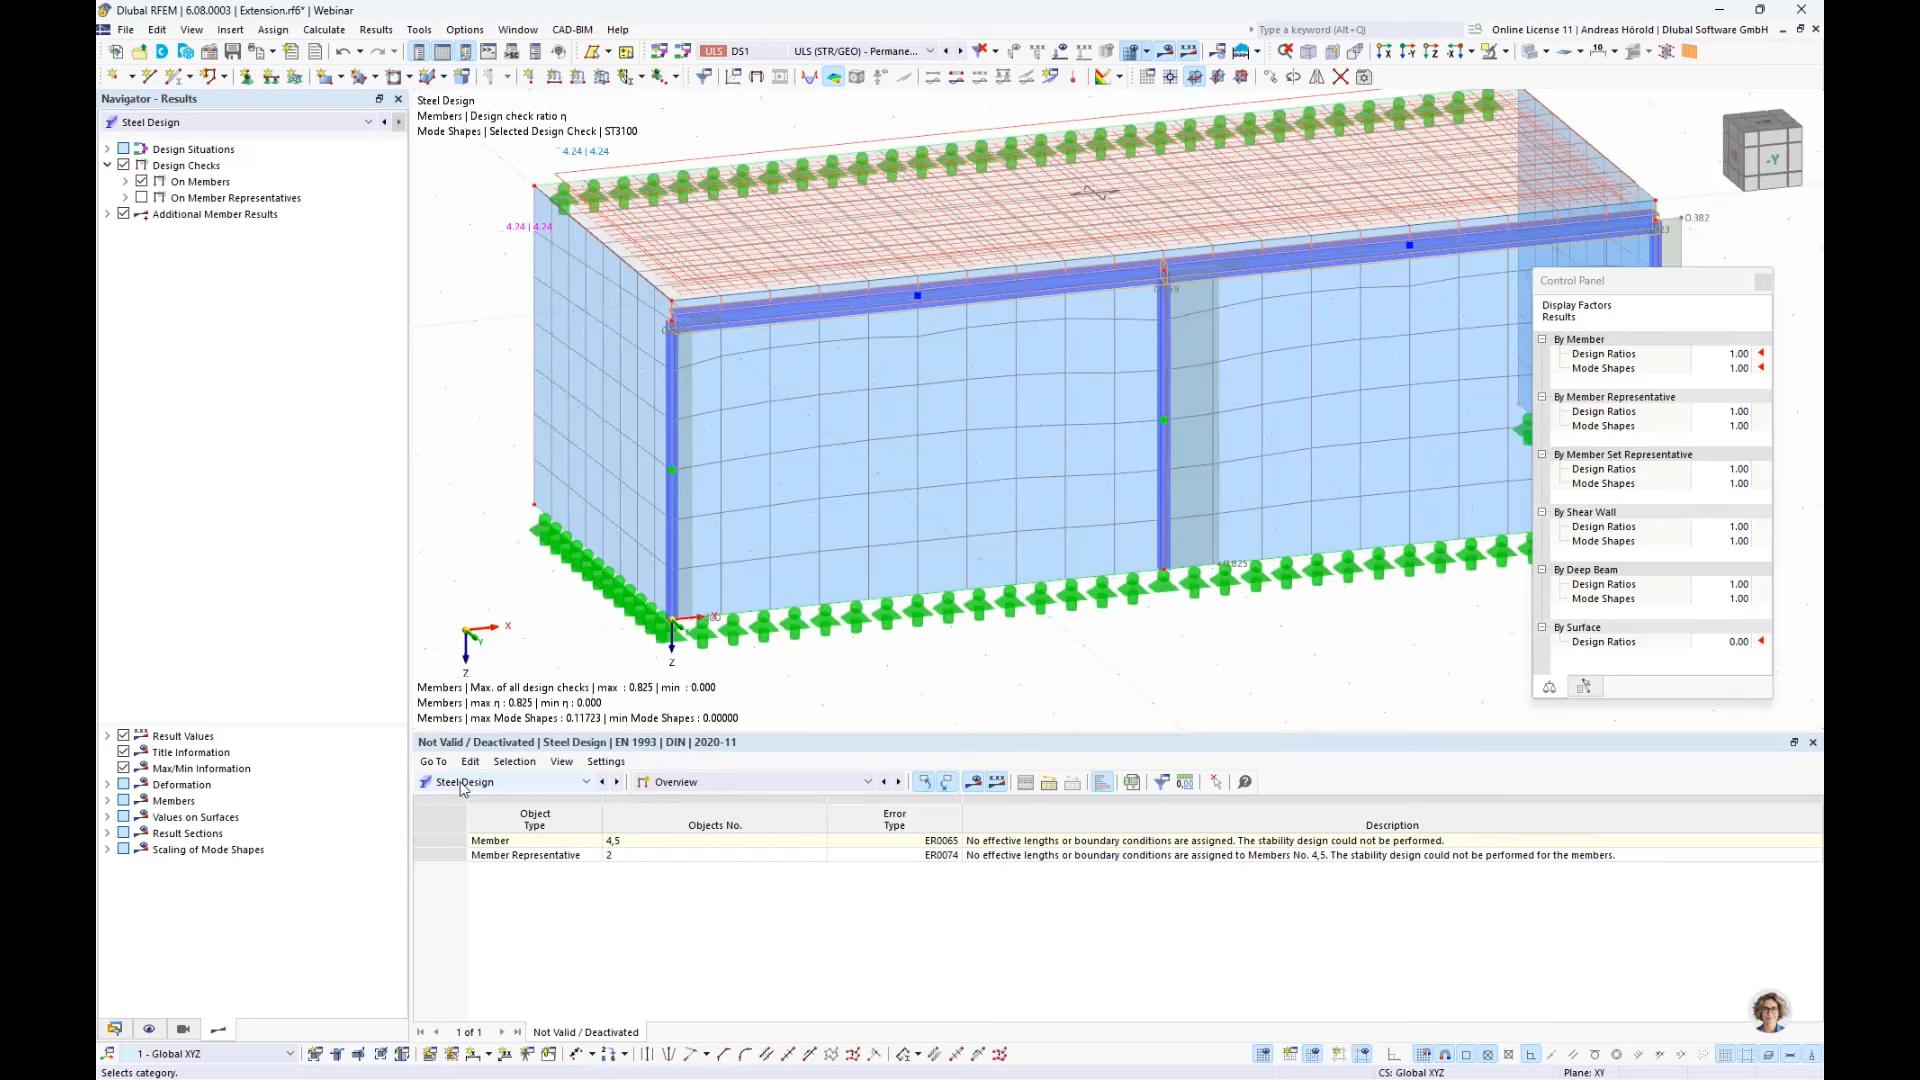 Dlubal RFEM | 6.08.0003 | Extension.rf6* | Webinar
File Edit View Insert Assign Calculate Results Tools Options Window CAD-BIM Help
Type a keyword (Alt+Q)
Online License 11 | Andreas Hörold | Dlubal Software GmbH
ULS DS1 ULS (STR/GEO) - Permane...
Navigator - Results
Steel Design
Design Situations
Design Checks
On Members
On Member Representatives
Additional Member Results
Result Values
Title Information
Max/Min Information
Deformation
Members
Values on Surfaces
Result Sections
Scaling of Mode Shapes
Steel Design
Members | Design check ratio η
Mode Shapes | Selected Design Check | ST3100
4.24 | 4.24
4.24 | 4.24
0.382
0.825
-Y
X
Y
Z
X
Z
Members | Max. of all design checks | max : 0.825 | min : 0.000
Members | max η : 0.825 | min η : 0.000
Members | max Mode Shapes : 0.11723 | min Mode Shapes : 0.00000
Control Panel
Display Factors
Results
By Member
Design Ratios 1.00
Mode Shapes 1.00
By Member Representative
Design Ratios 1.00
Mode Shapes 1.00
By Member Set Representative
Design Ratios 1.00
Mode Shapes 1.00
By Shear Wall
Design Ratios 1.00
Mode Shapes 1.00
By Deep Beam
Design Ratios 1.00
Mode Shapes 1.00
By Surface
Design Ratios 0.00
Not Valid / Deactivated | Steel Design | EN 1993 | DIN | 2020-11
Go To Edit Selection View Settings
Steel Design Overview
Object Type Objects No. Error Type Description
Member 4,5 ER0065 No effective lengths or boundary conditions are assigned. The stability design could not be performed.
Member Representative 2 ER0074 No effective lengths or boundary conditions are assigned to Members No. 4,5. The stability design could not be performed for the members.
1 of 1 Not Valid / Deactivated
1 - Global XYZ
Selects category.
CS: Global XYZ
Plane: XY